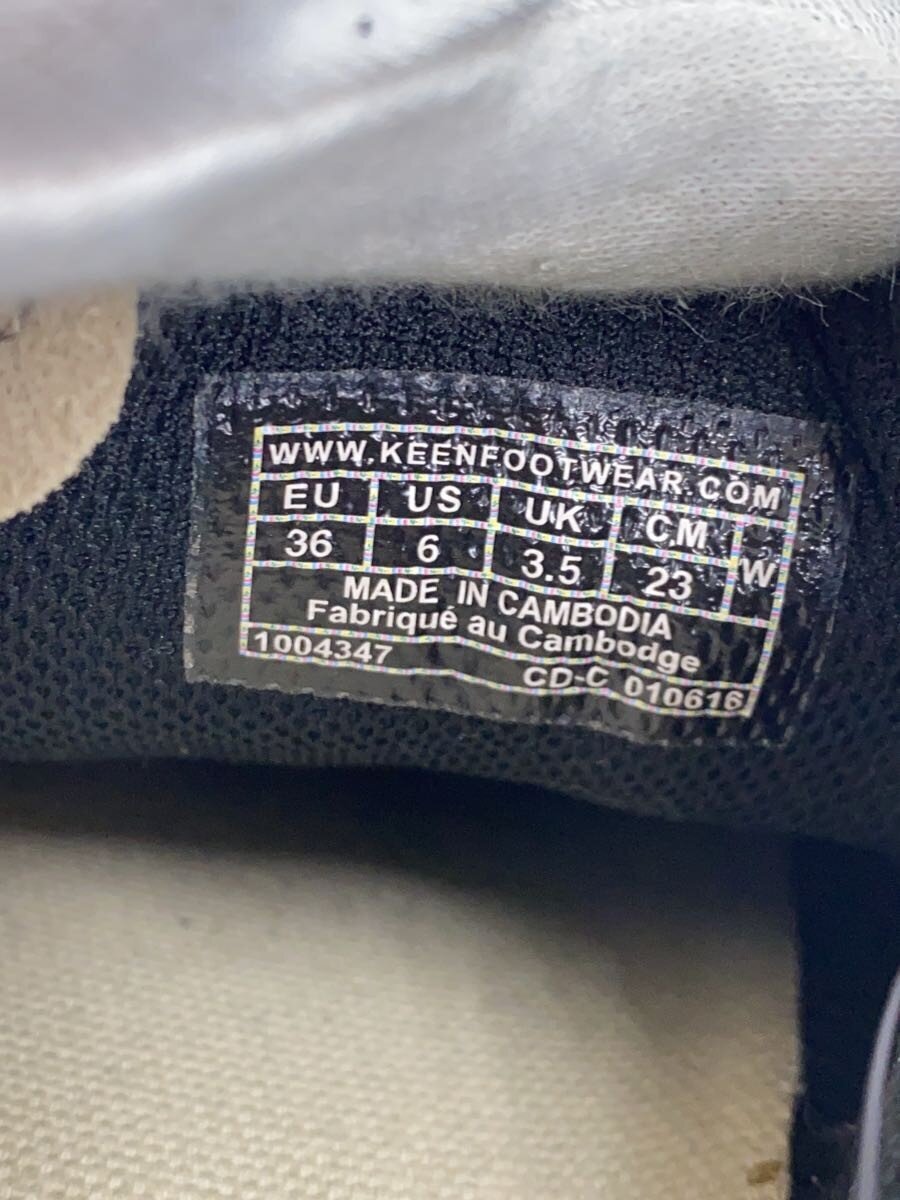 WWW.KEENFOOTWEAR.COM
EU US UK CM W
36 6 3.5 23
MADE IN CAMBODIA
Fabriqué au Cambodge
1004347 CD-C 010616